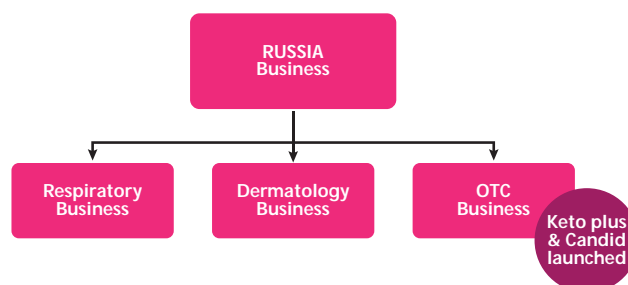 RUSSIA
Business
Respiratory
Business
Dermatology
Business
OTC
Business
Keto plus
& Candid
launched